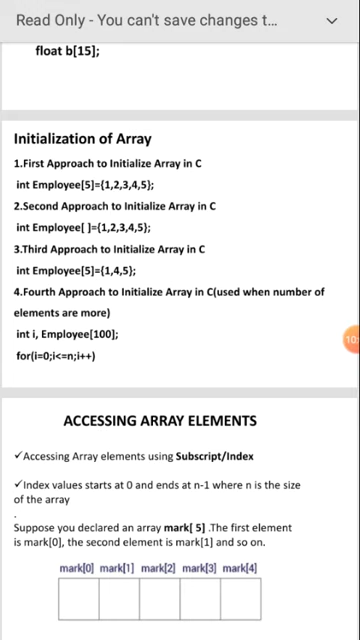 Read Only - You can't save changes t...
float b[15];
Initialization of Array
1.First Approach to Initialize Array in C
int Employee[5]={1,2,3,4,5};
2.Second Approach to Initialize Array in C
int Employee[ ]={1,2,3,4,5};
3.Third Approach to Initialize Array in C
int Employee[5]={1,4,5};
4.Fourth Approach to Initialize Array in C(used when number of
elements are more)
int i, Employee[100];
10:
for(i=0;i<=n;i++)
ACCESSING ARRAY ELEMENTS
✓Accessing Array elements using Subscript/Index
✓Index values starts at 0 and ends at n-1 where n is the size
of the array
.
Suppose you declared an array mark[ 5] .The first element
is mark[0], the second element is mark[1] and so on.
mark[0] mark[1] mark[2] mark[3] mark[4]